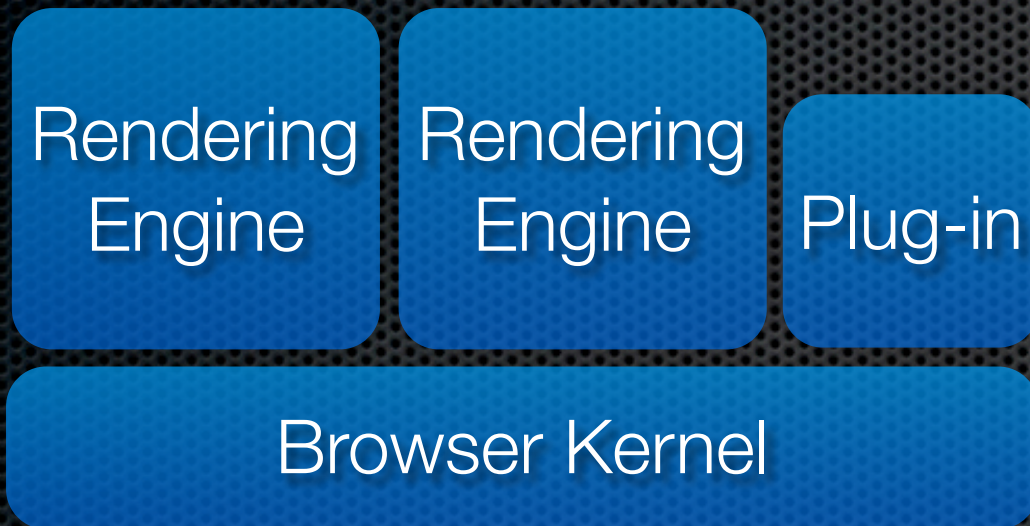 Rendering
Engine
Rendering
Engine
Plug-in
Browser Kernel